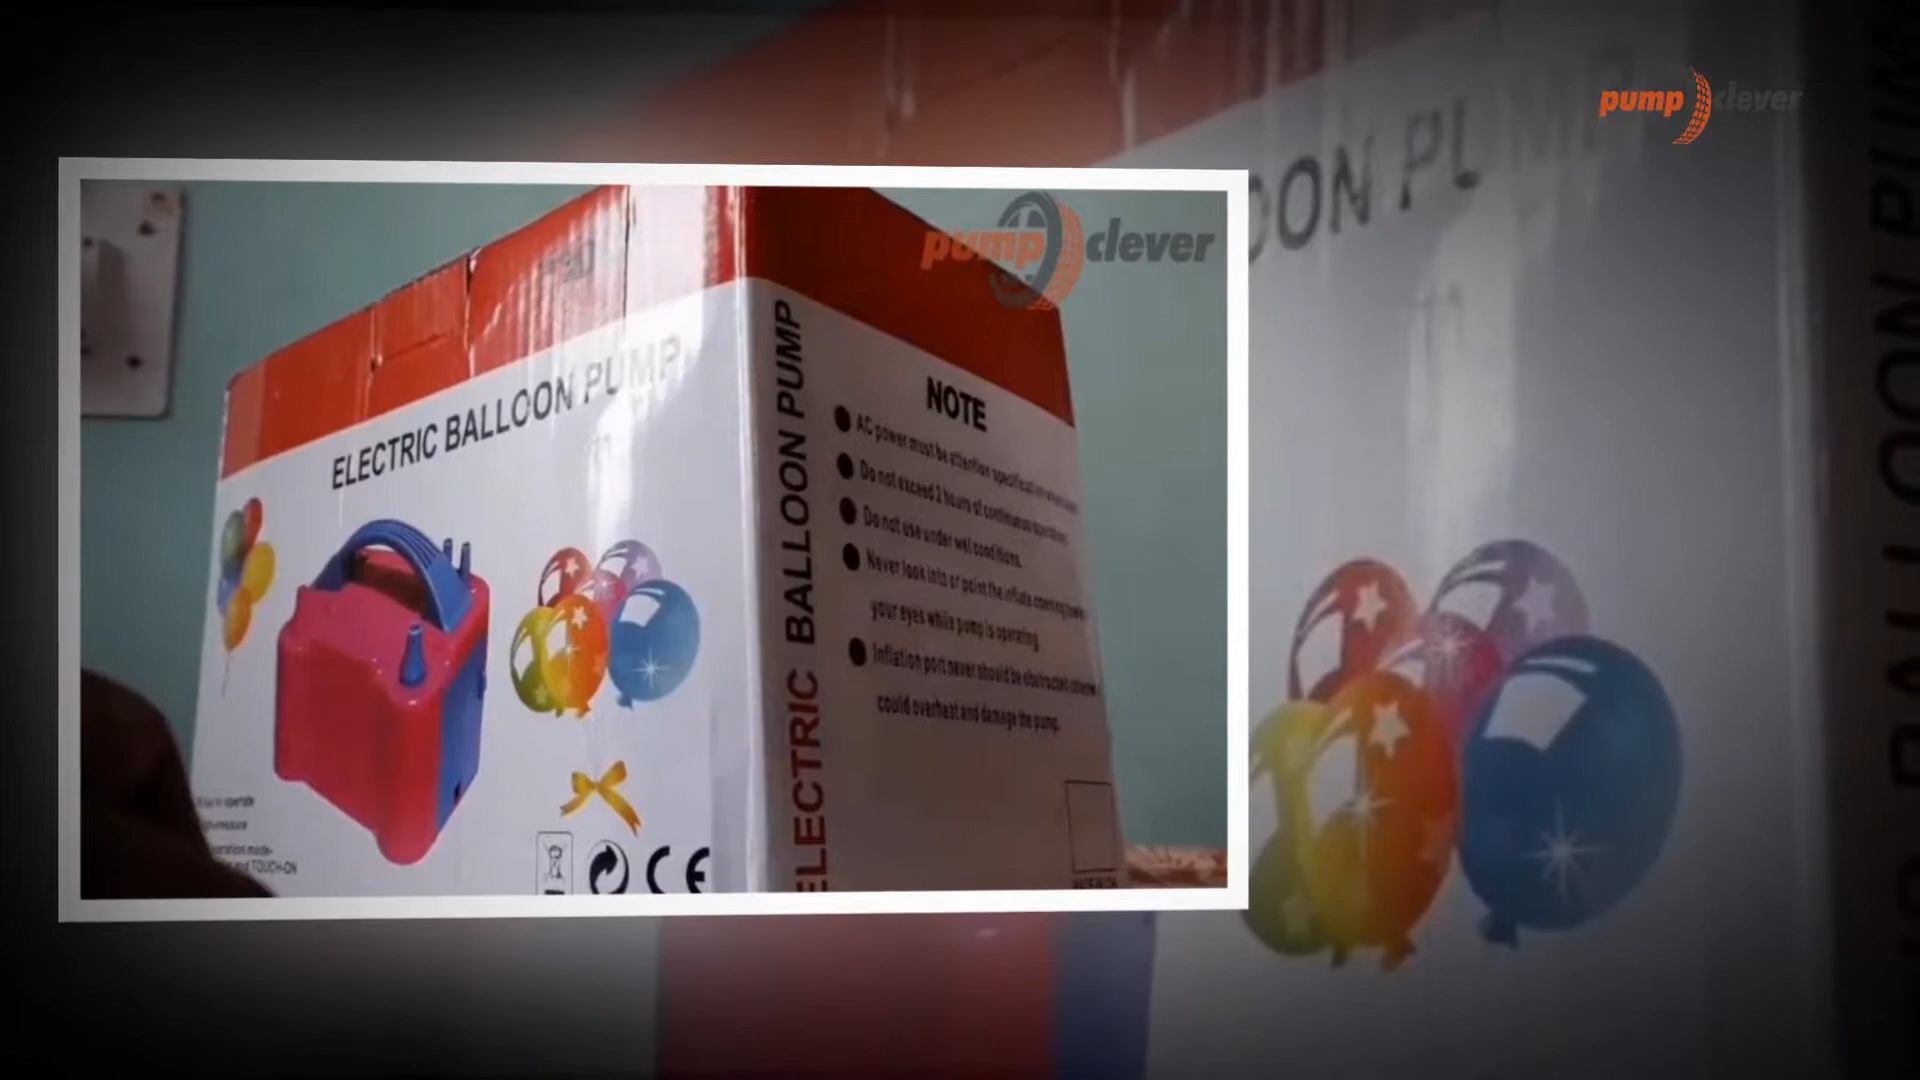 pump clever
pump clever
ELECTRIC BALLOON PUMP
ELECTRIC BALLOON PUMP
NOTE
AC power must be attention
Do not exceed 2 hours of continuous operation.
Do not use under wet conditions.
Never look into or point the inflate opening
your eyes while pump is operating.
Inflation port never should be obstructed
could overheat and damage the pump.
and TOUCH-ON
CE
OON PU
BALLOON PUM